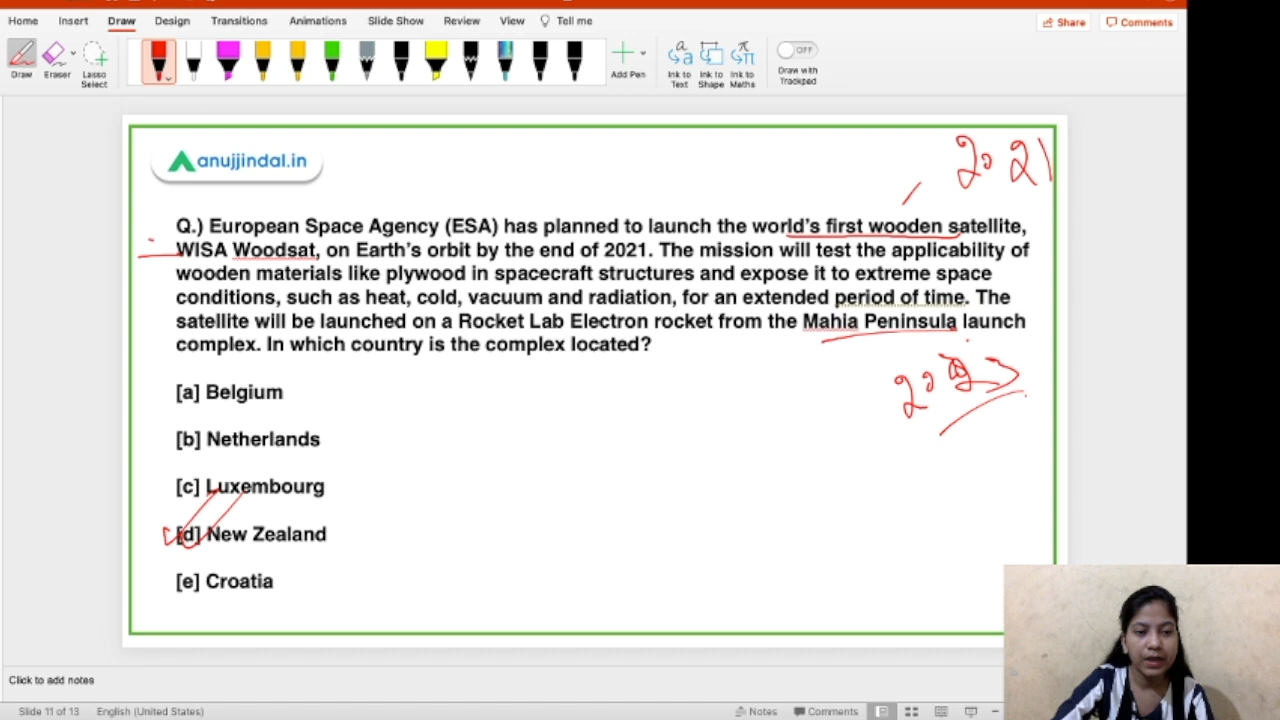 Home Insert Draw Design Transitions Animations Slide Show Review View Tell me Share Comments
Draw Eraser Lasso Select Add Pen Ink to Text Ink to Shape Ink to Maths OFF Draw with Trackpad
anujjindal.in
2021
Q.) European Space Agency (ESA) has planned to launch the world's first wooden satellite,
WISA Woodsat, on Earth's orbit by the end of 2021. The mission will test the applicability of
wooden materials like plywood in spacecraft structures and expose it to extreme space
conditions, such as heat, cold, vacuum and radiation, for an extended period of time. The
satellite will be launched on a Rocket Lab Electron rocket from the Mahia Peninsula launch
complex. In which country is the complex located?
[a] Belgium
[b] Netherlands
[c] Luxembourg
[d] New Zealand
[e] Croatia
Click to add notes
Slide 11 of 13 English (United States) Notes Comments